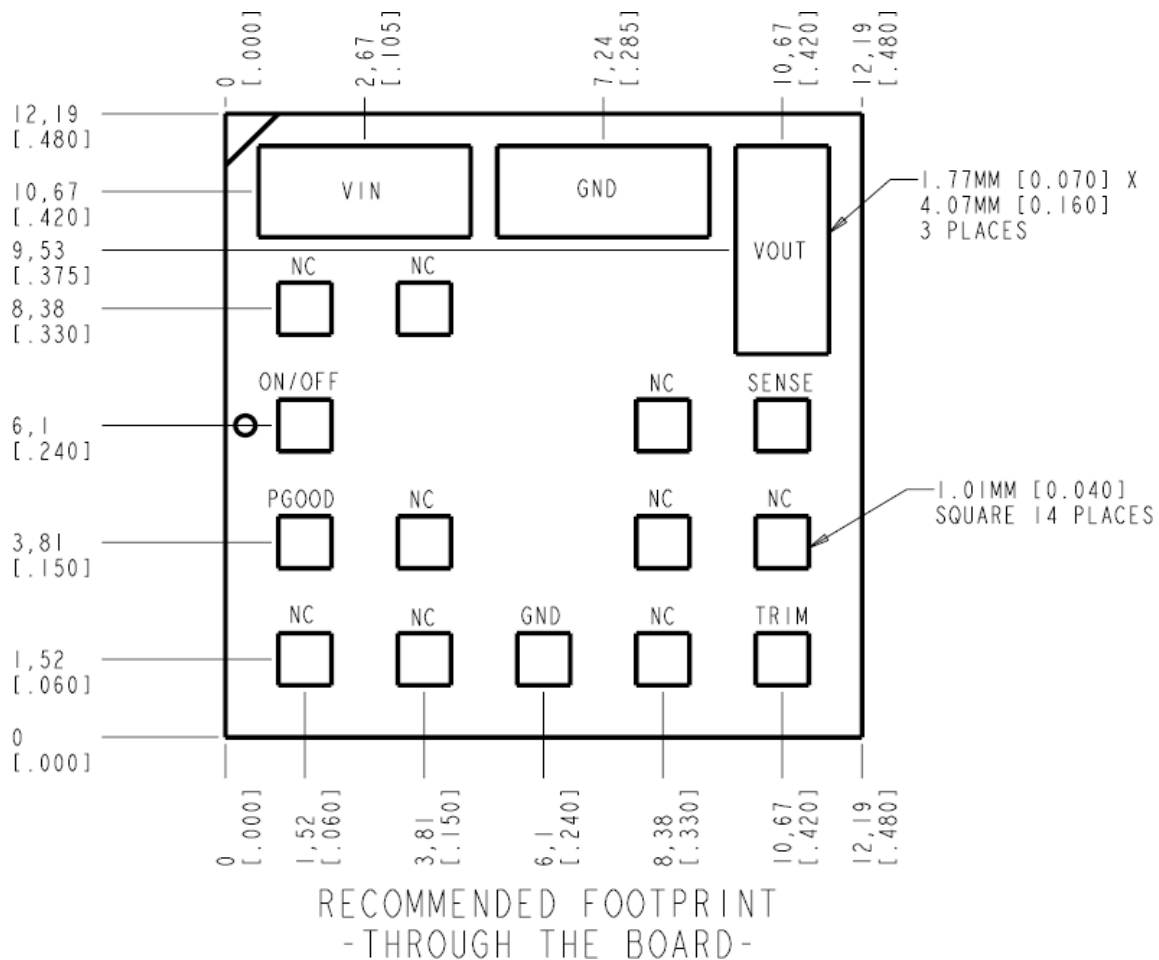 0
[.000]
2,67
[.105]
7,24
[.285]
10,67
[.420]
12,19
[.480]
12,19
[.480]
10,67
[.420]
9,53
[.375]
8,38
[.330]
6,1
[.240]
3,81
[.150]
1,52
[.060]
0
[.000]
VIN
GND
VOUT
1.77MM [0.070] X
4.07MM [0.160]
3 PLACES
NC
NC
ON/OFF
NC
SENSE
PGOOD
NC
NC
NC
1.01MM [0.040]
SQUARE 14 PLACES
NC
NC
GND
NC
TRIM
0
[.000]
1,52
[.060]
3,81
[.150]
6,1
[.240]
8,38
[.330]
10,67
[.420]
12,19
[.480]
RECOMMENDED FOOTPRINT
-THROUGH THE BOARD-